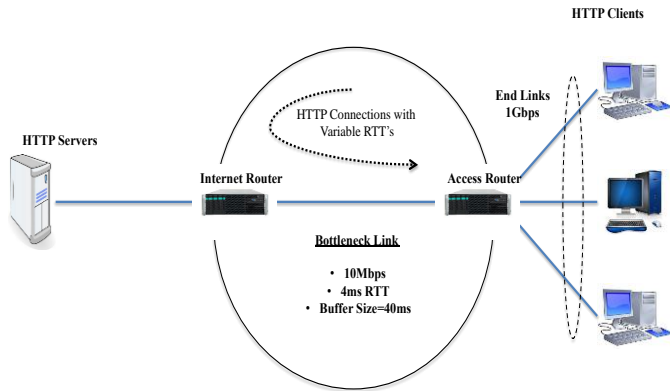 HTTP Clients
HTTP Connections with
Variable RTT's
End Links
1Gbps
HTTP Servers
Internet Router
Access Router
Bottleneck Link
• 10Mbps
• 4ms RTT
• Buffer Size=40ms